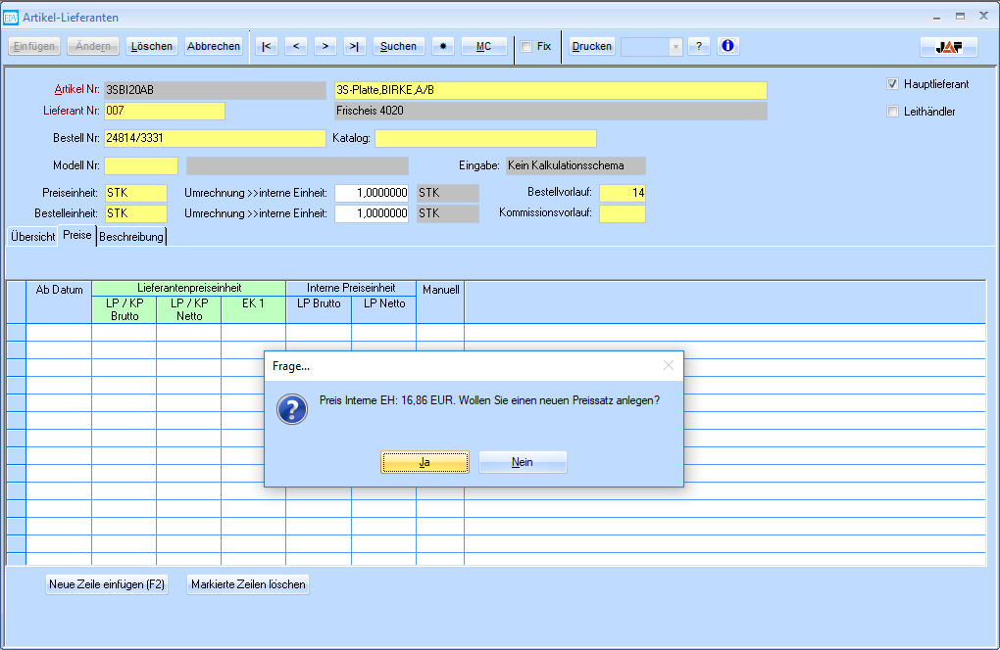 EDV Artikel-Lieferanten
Einfügen Ändern Löschen Abbrechen |< < > >| Suchen * MC Fix Drucken ? i JAF
Artikel Nr: 3SBI20AB 3S-Platte,BIRKE,A/B Hauptlieferant
Lieferant Nr: 007 Frischeis 4020 Leithändler
Bestell Nr: 24814/3331 Katalog:
Modell Nr: Eingabe: Kein Kalkulationsschema
Preiseinheit: STK Umrechnung >>interne Einheit: 1,0000000 STK Bestellvorlauf: 14
Bestelleinheit: STK Umrechnung >>interne Einheit: 1,0000000 STK Kommissionsvorlauf:
Übersicht Preise Beschreibung
Ab Datum Lieferantenpreiseinheit Interne Preiseinheit Manuell
LP / KP LP / KP EK 1 LP Brutto LP Netto
Brutto Netto
Frage...
? Preis Interne EH: 16,86 EUR. Wollen Sie einen neuen Preissatz anlegen?
Ja Nein
Neue Zeile einfügen (F2) Markierte Zeilen löschen